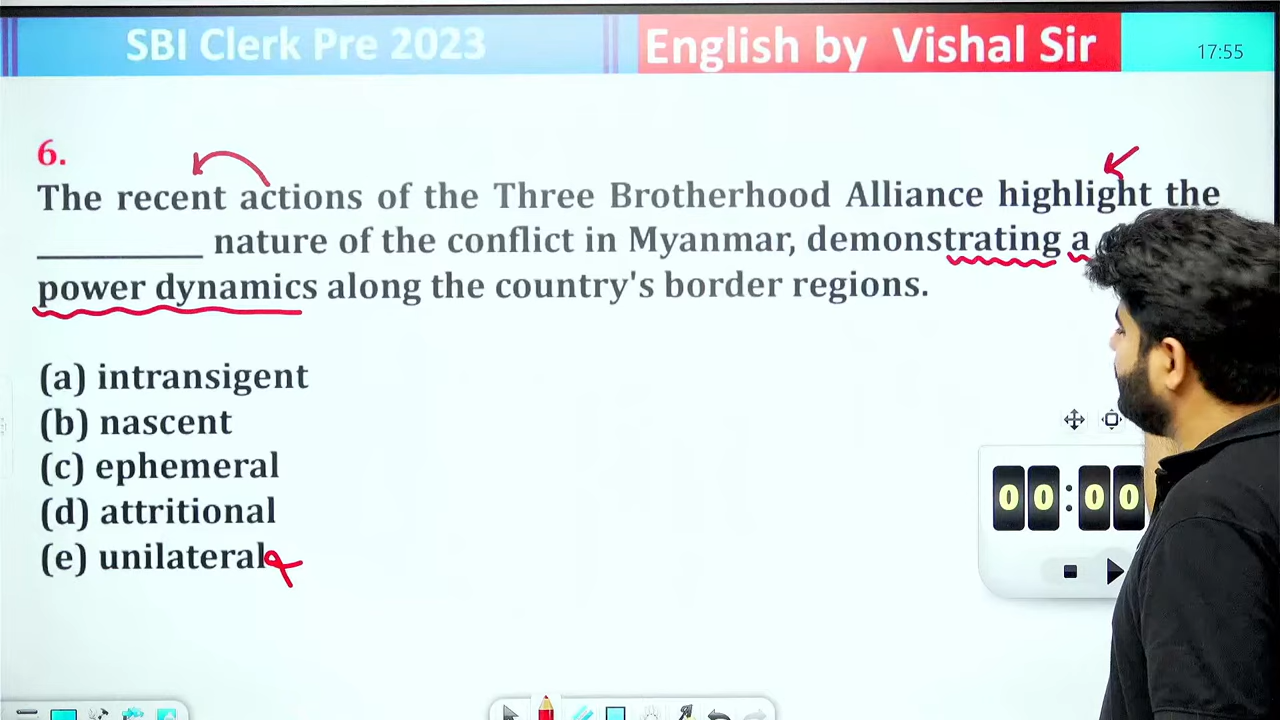 SBI Clerk Pre 2023
English by Vishal Sir
17:55
6.
The recent actions of the Three Brotherhood Alliance highlight the
__________ nature of the conflict in Myanmar, demonstrating a
power dynamics along the country's border regions.
(a) intransigent
(b) nascent
(c) ephemeral
(d) attritional
(e) unilateral
00:00